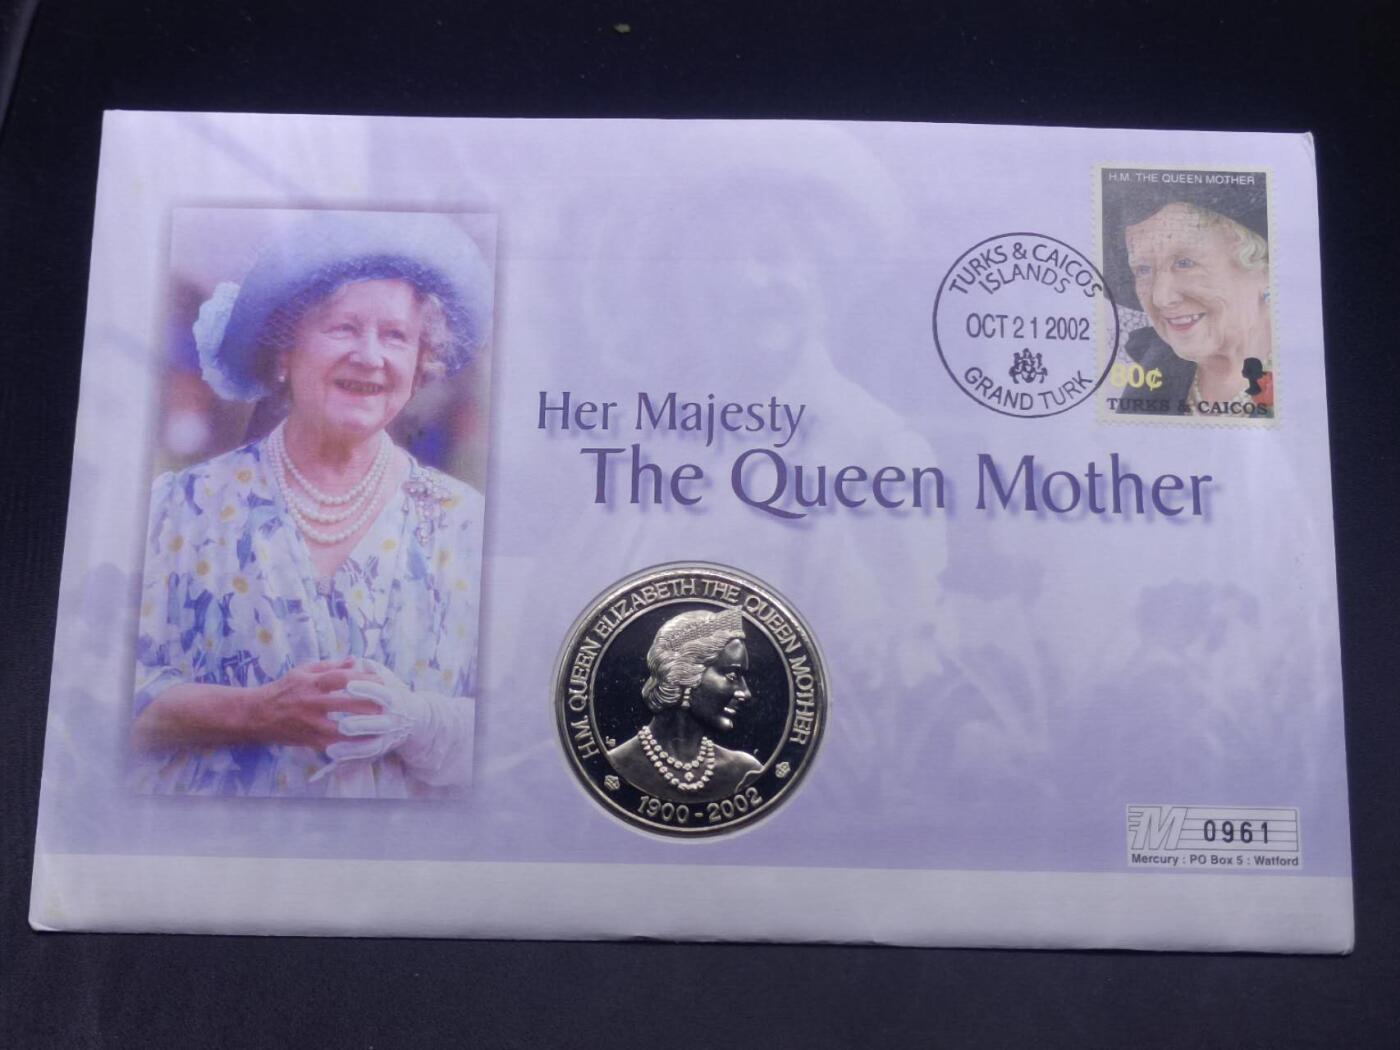 H.M. THE QUEEN MOTHER
TURKS & CAICOS
ISLANDS
OCT 21 2002
GRAND TURK
80¢
TURKS & CAICOS
Her Majesty
The Queen Mother
H.M. QUEEN ELIZABETH THE QUEEN MOTHER
1900-2002
M 0961
Mercury : PO Box 5 : Watford